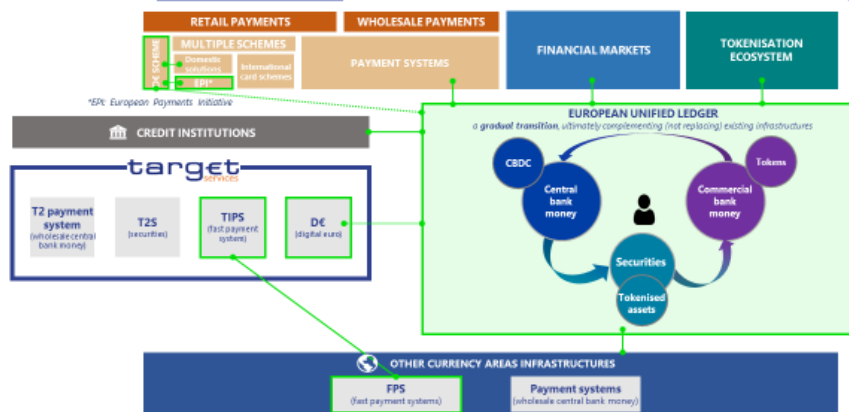 RETAIL PAYMENTS
WHOLESALE PAYMENTS
D€ SCHEME
MULTIPLE SCHEMES
Domestic
solutions
EPI*
International
card schemes
PAYMENT SYSTEMS
FINANCIAL MARKETS
TOKENISATION
ECOSYSTEM
*EPI: European Payments Initiative
CREDIT INSTITUTIONS
target
services
T2 payment
system
(wholesale central
bank money)
T2S
(securities)
TIPS
(fast payment
system)
D€
(digital euro)
EUROPEAN UNIFIED LEDGER
a gradual transition, ultimately complementing (not replacing) existing infrastructures
CBDC
Central
bank
money
Tokens
Commercial
bank
money
Securities
Tokenised
assets
OTHER CURRENCY AREAS INFRASTRUCTURES
FPS
(fast payment systems)
Payment systems
(wholesale central bank money)